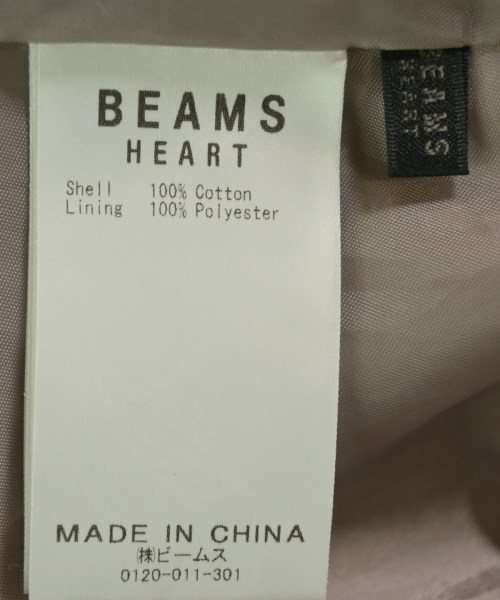 BEAMS
HEART
Shell 100% Cotton
Lining 100% Polyester
MADE IN CHINA
㈱ビームス
0120-011-301
BEAMS
HEART